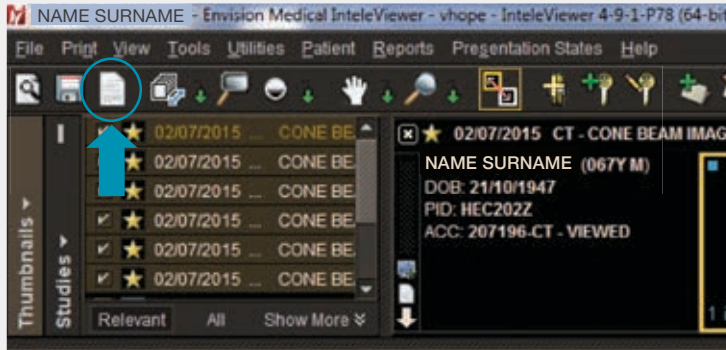 NAME SURNAME - Envision Medical InteleViewer - vhope - InteleViewer 4-9-1-P78 (64-b
File Print View Tools Utilities Patient Reports Presentation States Help
Thumbnails
Studies
02/07/2015 ... CONE BE
02/07/2015 ... CONE BE
02/07/2015 ... CONE BE
02/07/2015 ... CONE BE
02/07/2015 ... CONE BE
02/07/2015 ... CONE BE
Relevant All Show More
02/07/2015 CT - CONE BEAM IMAG
NAME SURNAME (067Y M)
DOB: 21/10/1947
PID: HEC202Z
ACC: 207196-CT - VIEWED
1